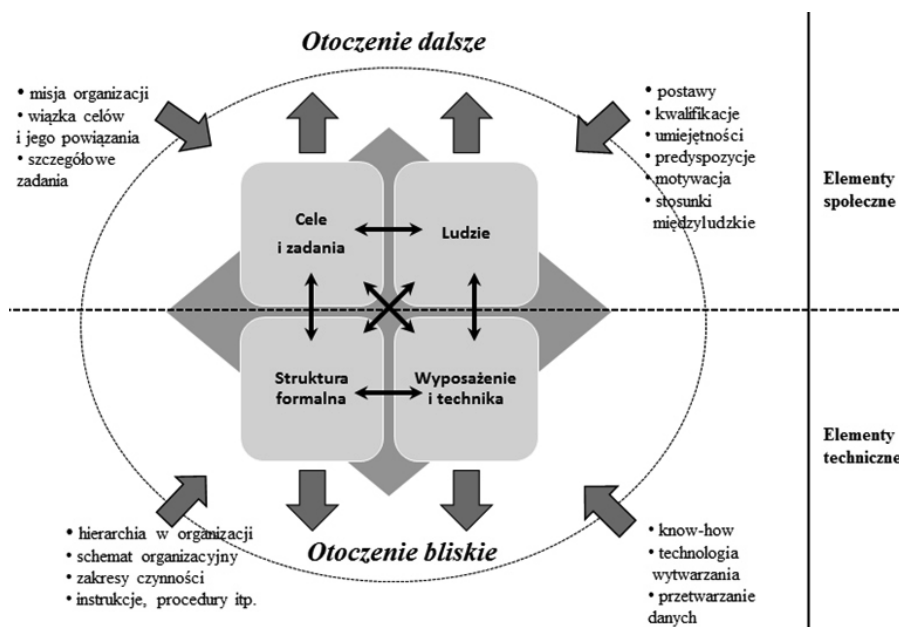 Otoczenie dalsze
• misja organizacji
• wiązka celów
i jego powiązania
• szczegółowe
zadania
• postawy
• kwalifikacje
• umiejętności
• predyspozycje
• motywacja
• stosunki
międzyludzkie
Elementy
społeczne
Cele
i zadania
Ludzie
Struktura
formalna
Wyposażenie
i technika
Elementy
techniczne
• hierarchia w organizacji
• schemat organizacyjny
• zakresy czynności
• instrukcje, procedury itp.
Otoczenie bliskie
• know-how
• technologia
wytwarzania
• przetwarzanie
danych